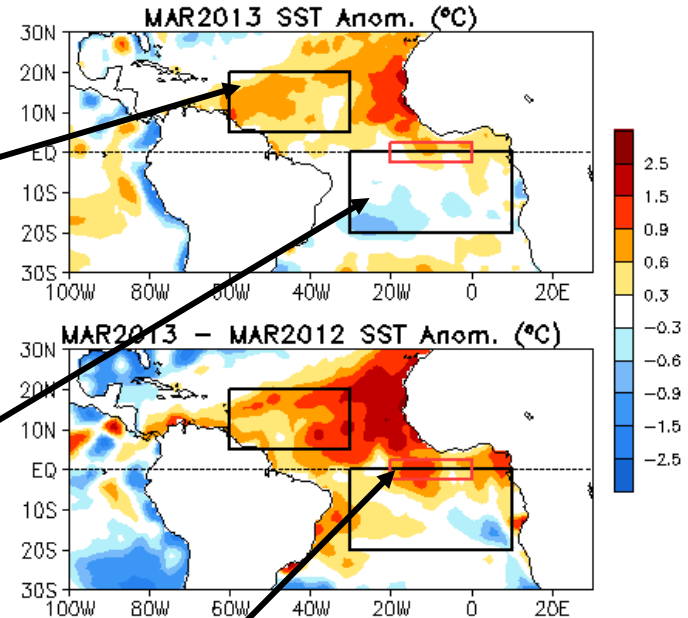 MAR2013 SST Anom. (ºC)
30N
20N
10N
EQ
10S
20S
30S
100W 80W 60W 40W 20W 0 20E
MAR2013 - MAR2012 SST Anom. (ºC)
30N
20N
10N
EQ
10S
20S
30S
100W 80W 60W 40W 20W 0 20E
2.5
1.5
0.9
0.6
0.3
-0.3
-0.6
-0.9
-1.5
-2.5